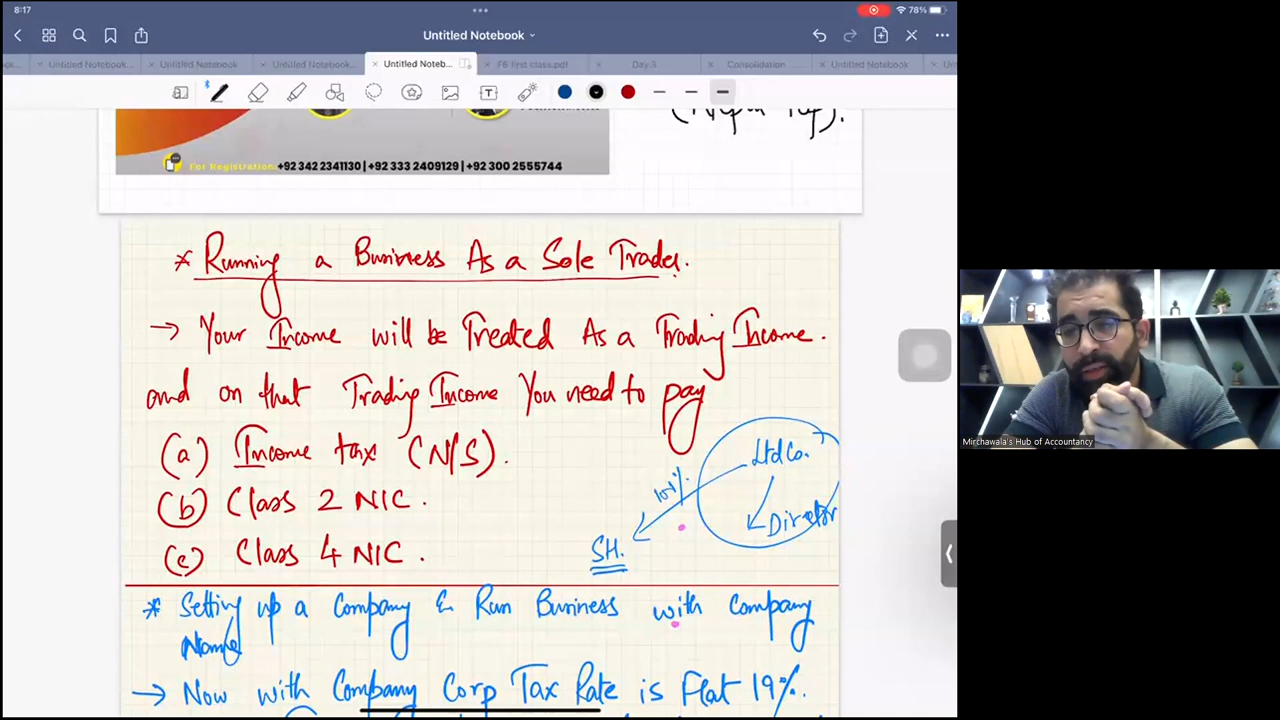 8:17
78%
Untitled Notebook
Untitled Notebook...
Untitled Notebook
Untitled Notebook...
Untitled Noteb...
F6 first class.pdf
Day 3
Consolidation
Untitled Notebook
For Registration: +92 342 2341130 | +92 333 2409129 | +92 300 2555744
* Running a Business As a Sole Trader.
→ Your Income will be Treated As a Trading Income.
and on that Trading Income You need to pay
(a) Income tax (N/S).
(b) Class 2 NIC.
(c) Class 4 NIC.
Ltd Co.
Director
SH.
* Setting up a Company & Run Business with Company
Name
→ Now with Company Corp Tax Rate is Flat 19%.
Mirchawala's Hub of Accountancy